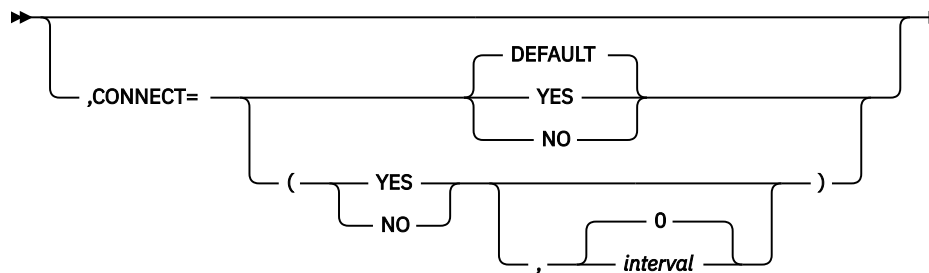 DEFAULT
,CONNECT=
YES
NO
(
YES
)
NO
0
,
interval